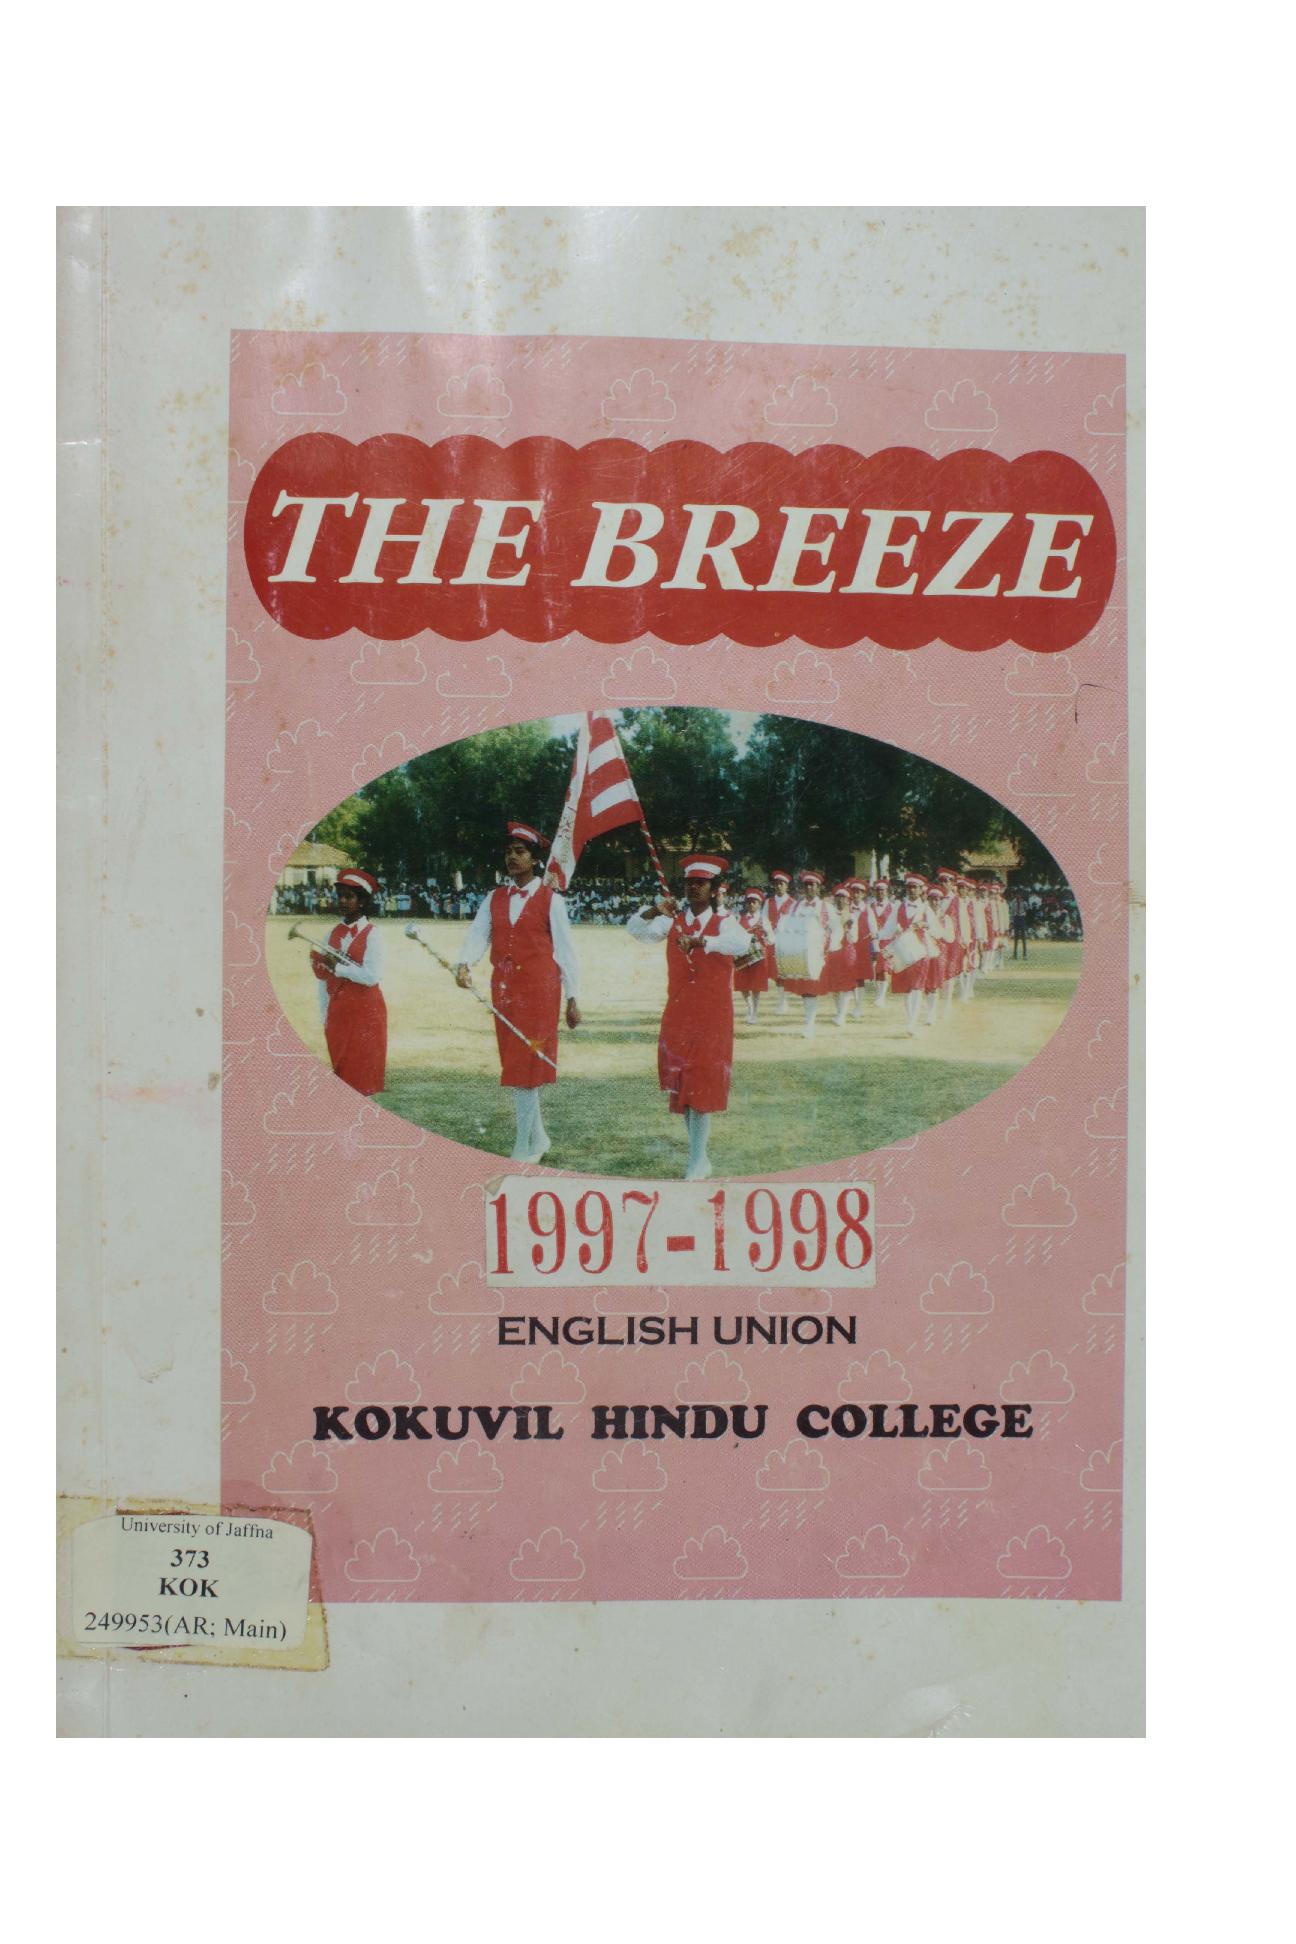 THE BREEZE
1997-1998
ENGLISH UNION
KOKUVIL HINDU COLLEGE
University of Jaffna
373
KOK
249953(AR; Main)